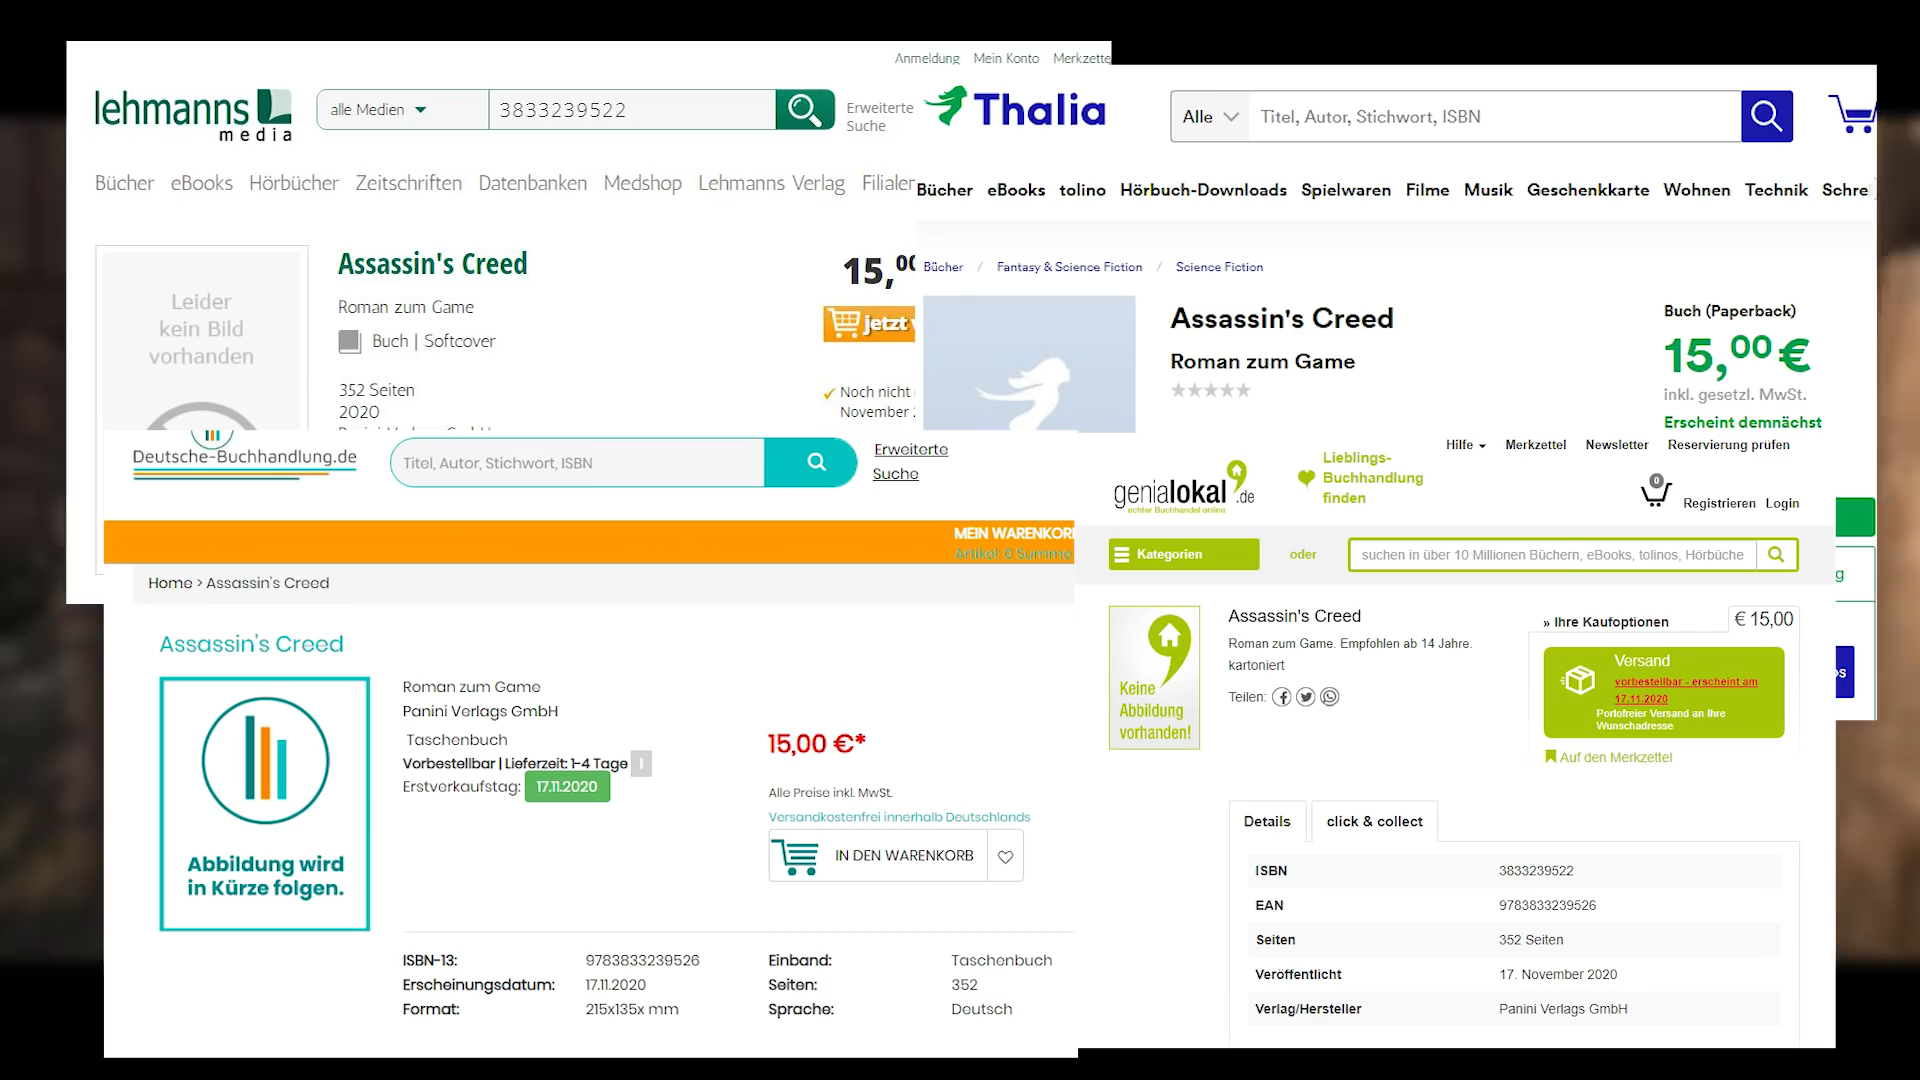 Anmeldung Mein Konto Merkzette
lehmanns
media
alle Medien
3833239522
Erweiterte
Suche
Bücher eBooks Hörbücher Zeitschriften Datenbanken Medshop Lehmanns Verlag Filialen
Leider
kein Bild
vorhanden
Assassin's Creed
Roman zum Game
Buch | Softcover
352 Seiten
2020
15,00
jetzt
Noch nicht
November
Thalia
Alle
Titel, Autor, Stichwort, ISBN
Bücher eBooks tolino Hörbuch-Downloads Spielwaren Filme Musik Geschenkkarte Wohnen Technik Schre
Bücher / Fantasy & Science Fiction / Science Fiction
Assassin's Creed
Roman zum Game
Buch (Paperback)
15,00 €
inkl. gesetzl. MwSt.
Erscheint demnächst
Deutsche-Buchhandlung.de
Titel, Autor, Stichwort, ISBN
Erweiterte
Suche
MEIN WARENKORB
Artikel: 0 Summe
Home > Assassin's Creed
Assassin's Creed
Abbildung wird
in Kürze folgen.
Roman zum Game
Panini Verlags GmbH
Taschenbuch
Vorbestellbar | Lieferzeit: 1-4 Tage
Erstverkaufstag: 17.11.2020
15,00 €*
Alle Preise inkl. MwSt.
Versandkostenfrei innerhalb Deutschlands
IN DEN WARENKORB
ISBN-13: 9783833239526 Einband: Taschenbuch
Erscheinungsdatum: 17.11.2020 Seiten: 352
Format: 215x135x mm Sprache: Deutsch
Hilfe Merkzettel Newsletter Reservierung prüfen
genialokal.de
echter Buchhandel online
Lieblings-
Buchhandlung
finden
0
Registrieren Login
Kategorien
oder
suchen in über 10 Millionen Büchern, eBooks, tolinos, Hörbüche
Keine
Abbildung
vorhanden!
Assassin's Creed
Roman zum Game. Empfohlen ab 14 Jahre.
kartoniert
Teilen:
» Ihre Kaufoptionen
€ 15,00
Versand
vorbestellbar - erscheint am
17.11.2020
Portofreier Versand an Ihre
Wunschadresse
Auf den Merkzettel
Details click & collect
ISBN 3833239522
EAN 9783833239526
Seiten 352 Seiten
Veröffentlicht 17. November 2020
Verlag/Hersteller Panini Verlags GmbH